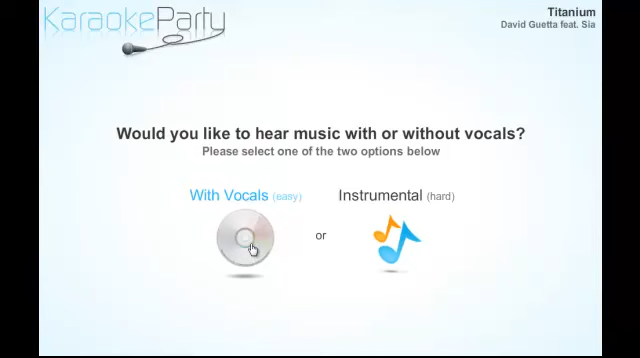 KaraokeParty
Titanium
David Guetta feat. Sia
Would you like to hear music with or without vocals?
Please select one of the two options below
With Vocals (easy)
or
Instrumental (hard)